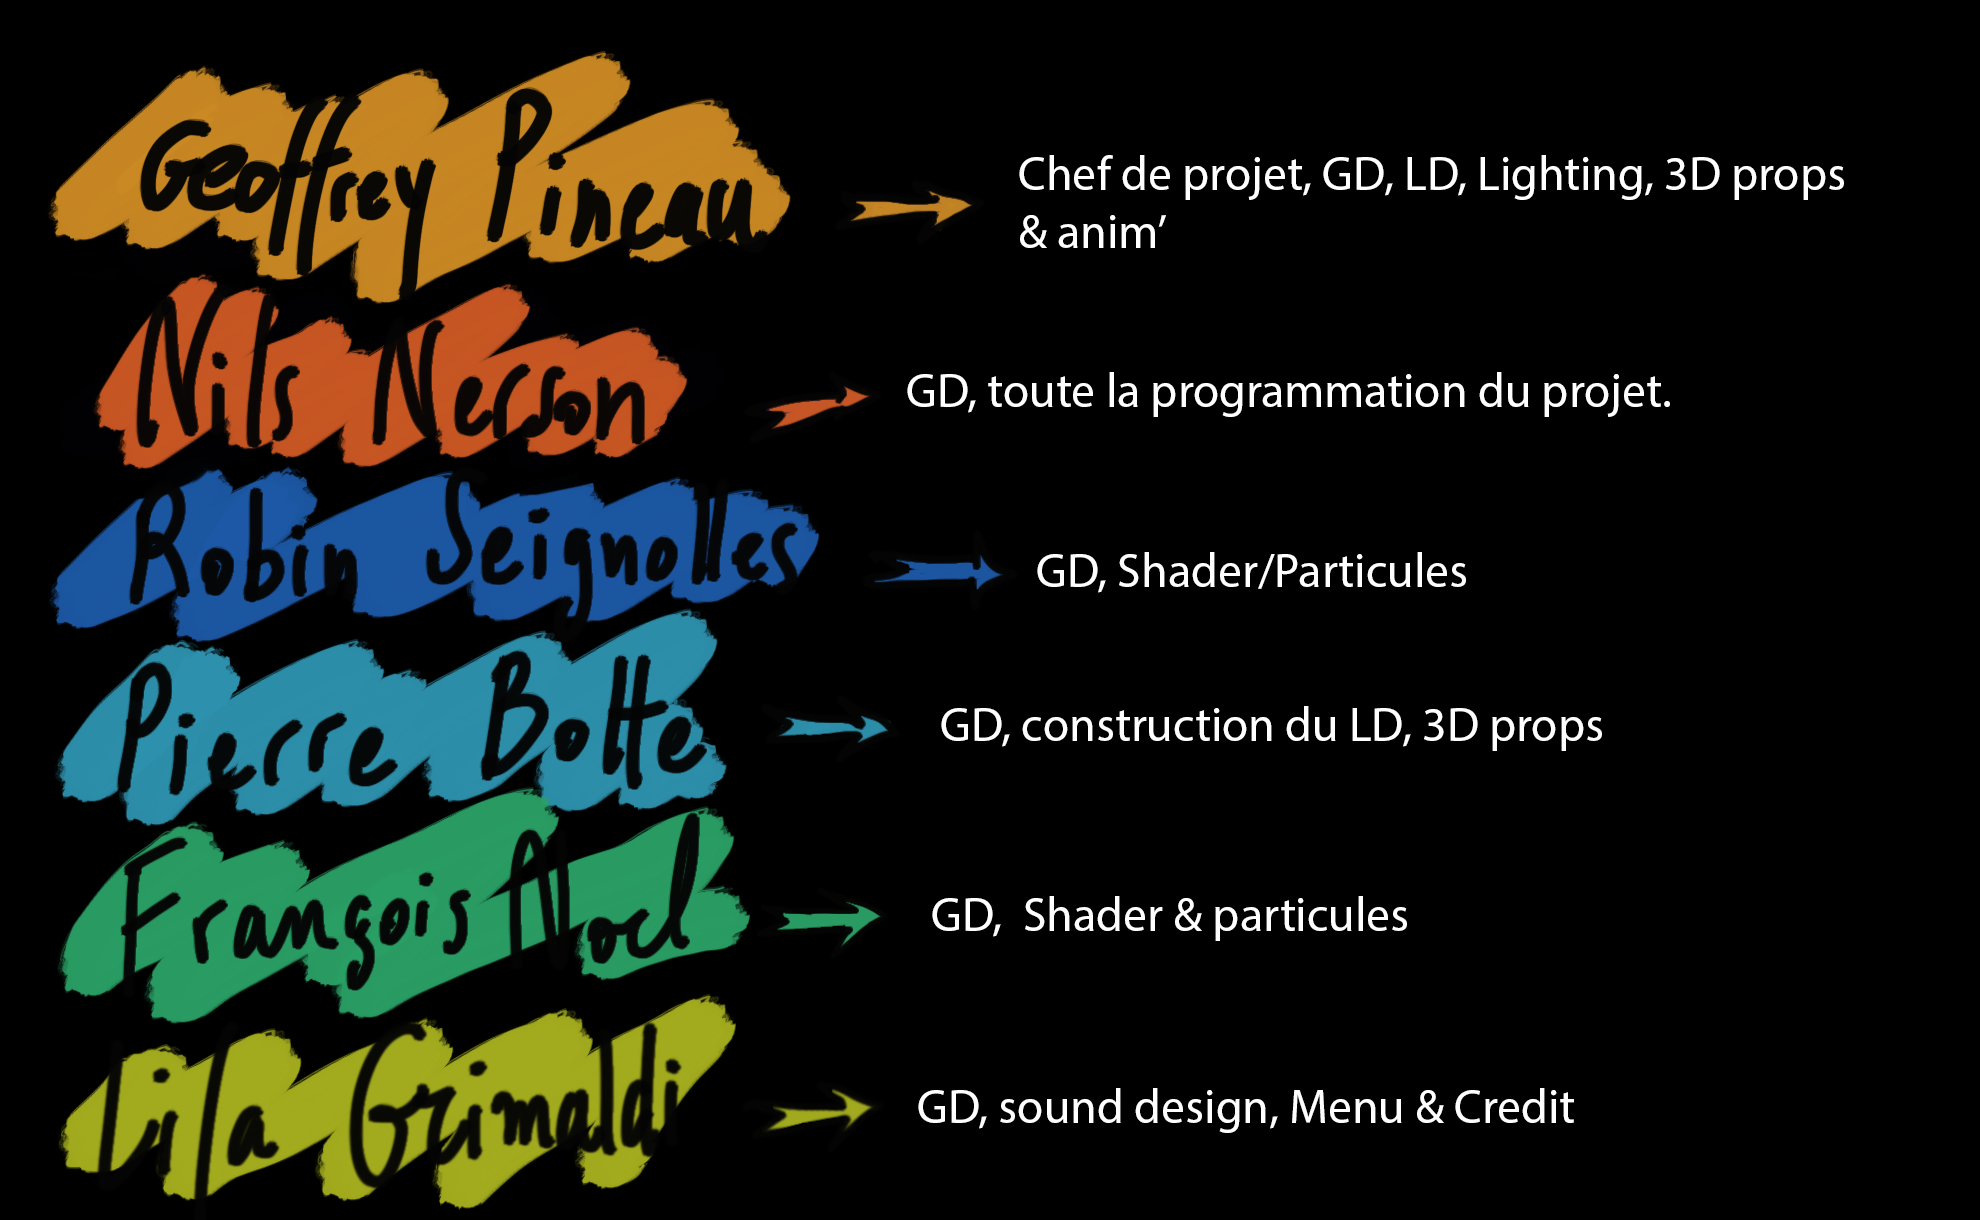 Geoffrey Pineau
Chef de projet, GD, LD, Lighting, 3D props
& anim’
Nils Nerson
GD, toute la programmation du projet.
Robin Seignolles
GD, Shader/Particules
Pierre Botte
GD, construction du LD, 3D props
François Noel
GD, Shader & particules
Lila Grimaldi
GD, sound design, Menu & Credit